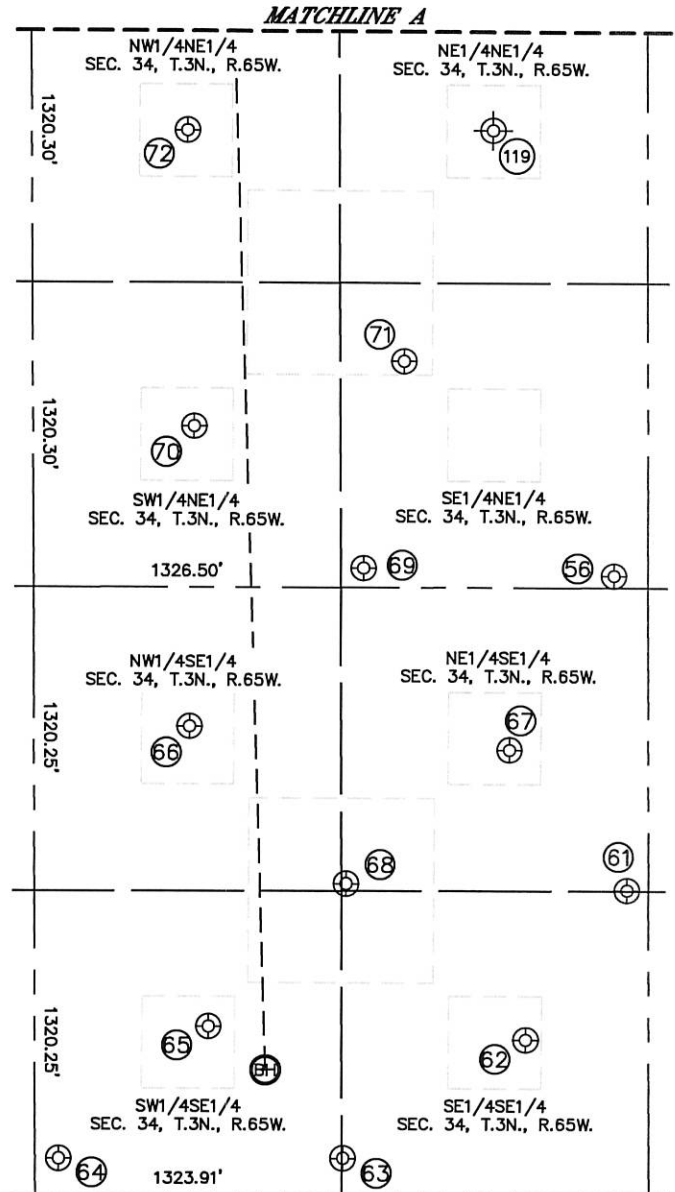 MATCHLINE A
NW1/4NE1/4
SEC. 34, T.3N., R.65W.
NE1/4NE1/4
SEC. 34, T.3N., R.65W.
1320.30'
72
119
71
1320.30'
70
SW1/4NE1/4
SEC. 34, T.3N., R.65W.
SE1/4NE1/4
SEC. 34, T.3N., R.65W.
1326.50'
69
56
NW1/4SE1/4
SEC. 34, T.3N., R.65W.
NE1/4SE1/4
SEC. 34, T.3N., R.65W.
1320.25'
66
67
68
61
1320.25'
65
BH
62
SW1/4SE1/4
SEC. 34, T.3N., R.65W.
SE1/4SE1/4
SEC. 34, T.3N., R.65W.
64
1323.91'
63